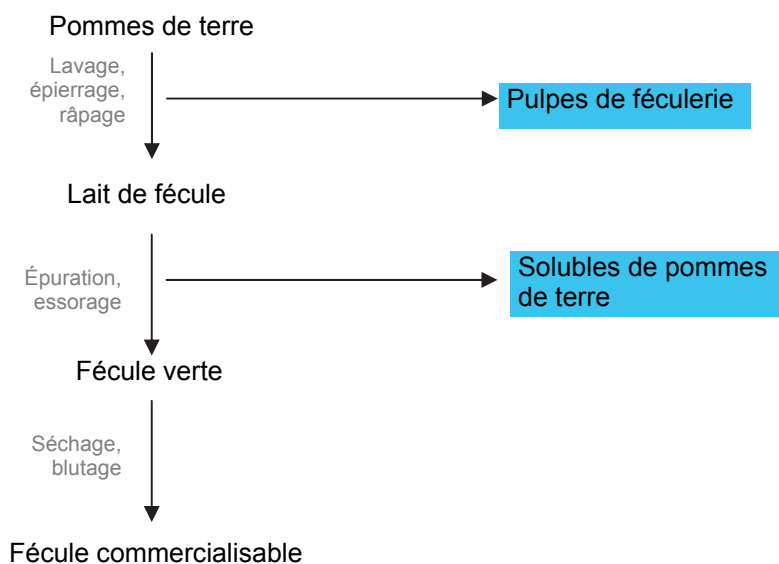 Pommes de terre
Lavage,
épierrage,
râpage
Pulpes de féculerie
Lait de fécule
Épuration,
essorage
Solubles de pommes
de terre
Fécule verte
Séchage,
blutage
Fécule commercialisable